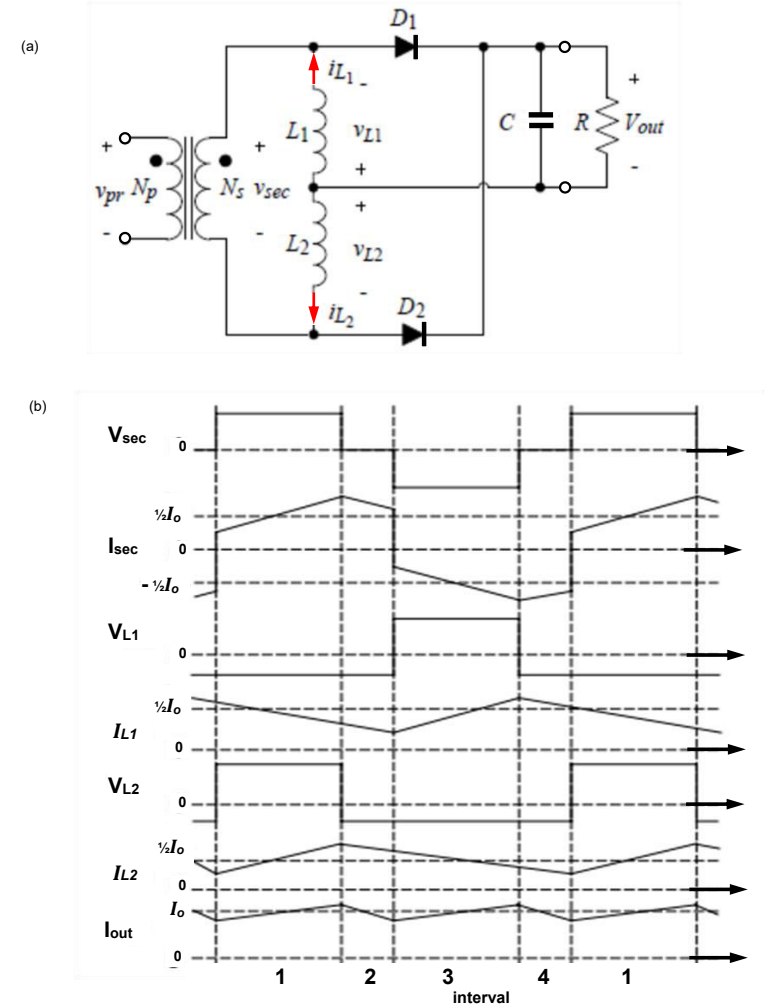 (a)
D1
iL1 -
+
L1
vL1
C
R
Vout
+
+
-
vpr Np
Ns vsec
+
+
-
-
L2
vL2
-
iL2
D2
(b)
Vsec 0
½Io
Isec 0
- ½Io
VL1 0
½Io
IL1
0
VL2 0
½Io
IL2
0
Io
Iout
0
1 2 3 4 1
interval